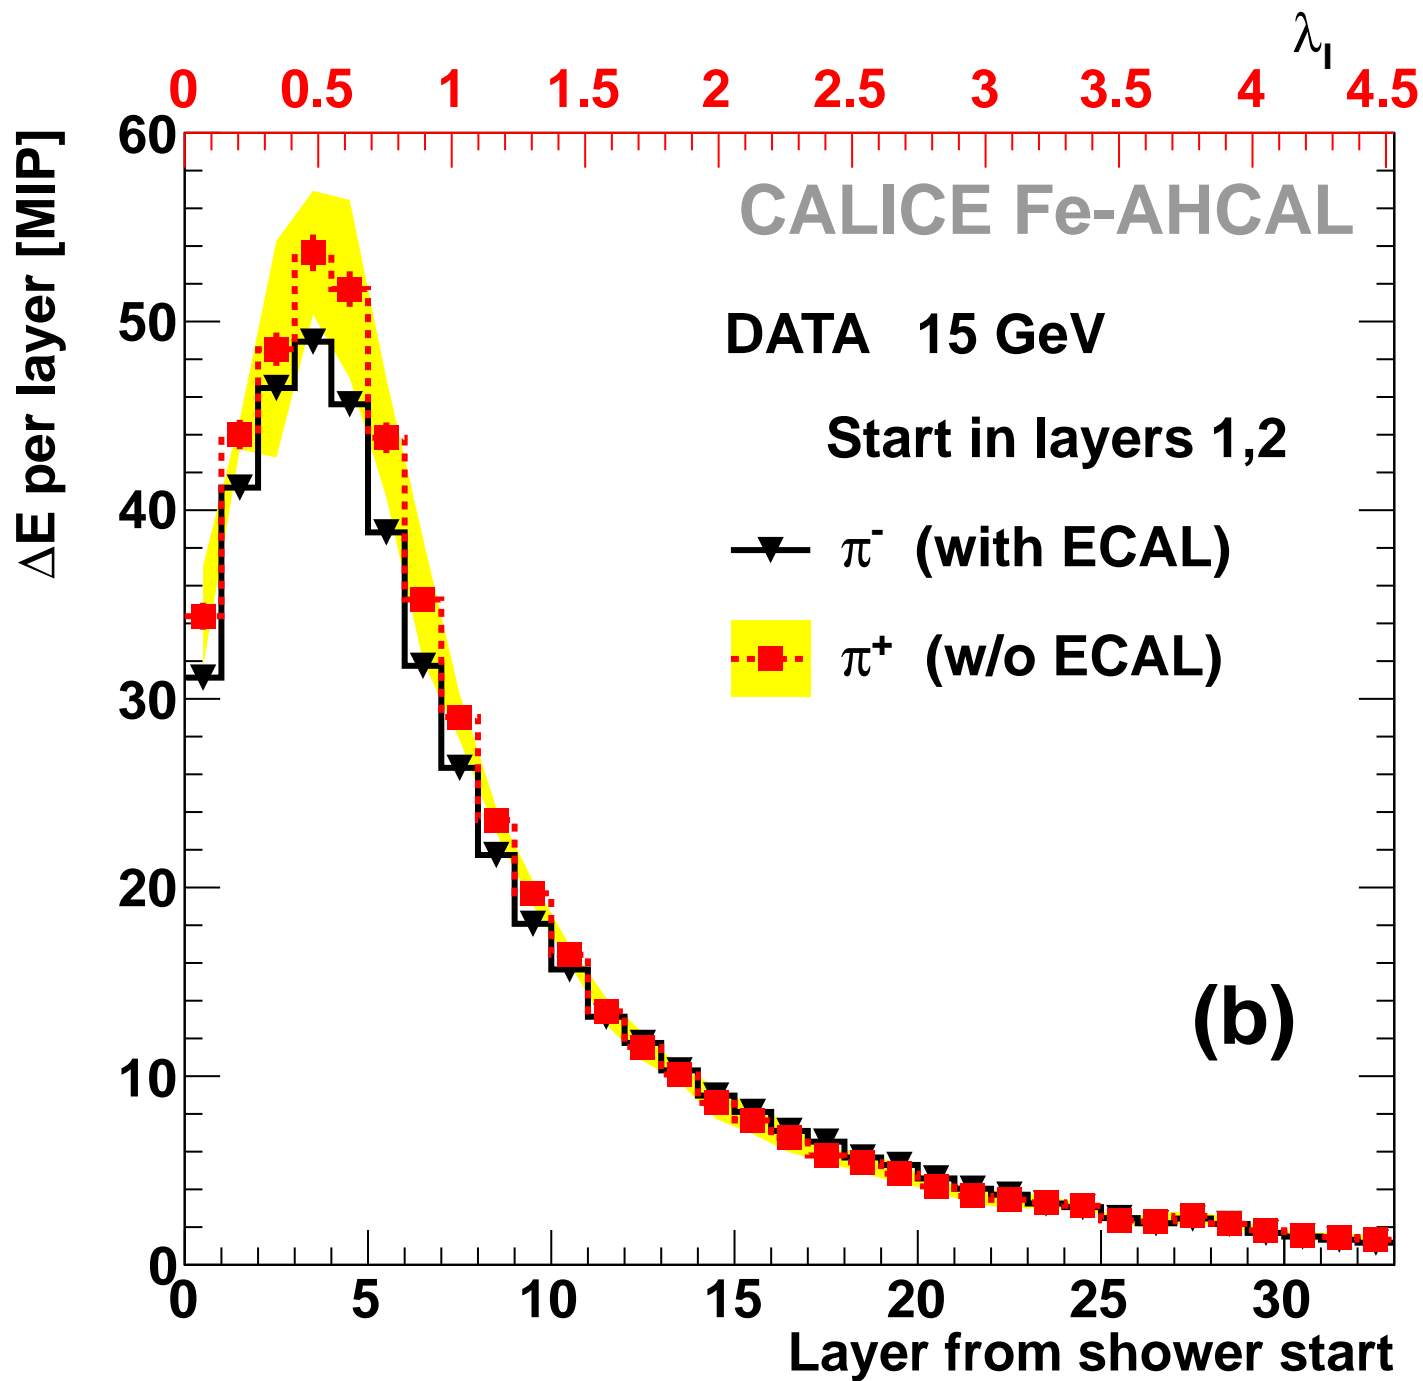 λI
0 0.5 1 1.5 2 2.5 3 3.5 4 4.5
ΔE per layer [MIP]
60
50
40
30
20
10
0
CALICE Fe-AHCAL
DATA 15 GeV
Start in layers 1,2
π- (with ECAL)
π+ (w/o ECAL)
(b)
0 5 10 15 20 25 30
Layer from shower start